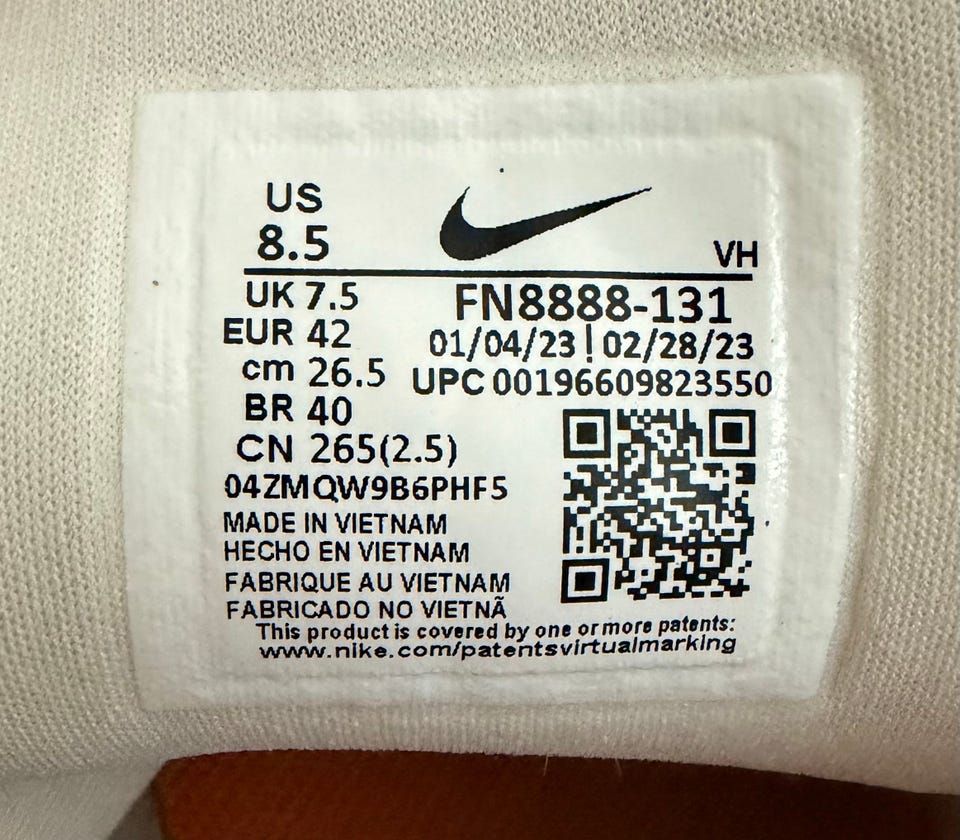 US
8.5
VH
UK 7.5
EUR 42
cm 26.5
BR 40
CN 265(2.5)
FN8888-131
01/04/23 | 02/28/23
UPC 00196609823550
04ZMQW9B6PHF5
MADE IN VIETNAM
HECHO EN VIETNAM
FABRIQUE AU VIETNAM
FABRICADO NO VIETNÃ
This product is covered by one or more patents:
www.nike.com/patentsvirtualmarking